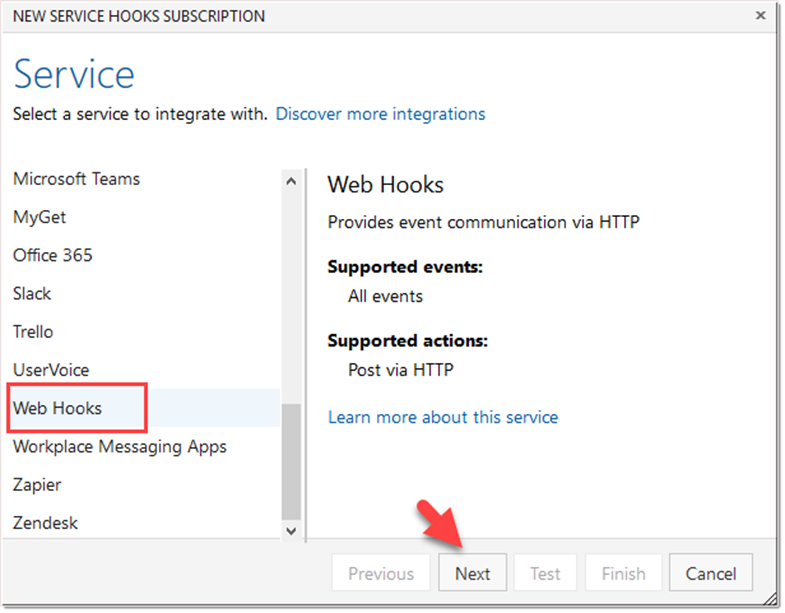 NEW SERVICE HOOKS SUBSCRIPTION
Service
Select a service to integrate with. Discover more integrations
Microsoft Teams
MyGet
Office 365
Slack
Trello
UserVoice
Web Hooks
Workplace Messaging Apps
Zapier
Zendesk
Web Hooks
Provides event communication via HTTP
Supported events:
All events
Supported actions:
Post via HTTP
Learn more about this service
Previous Next Test Finish Cancel